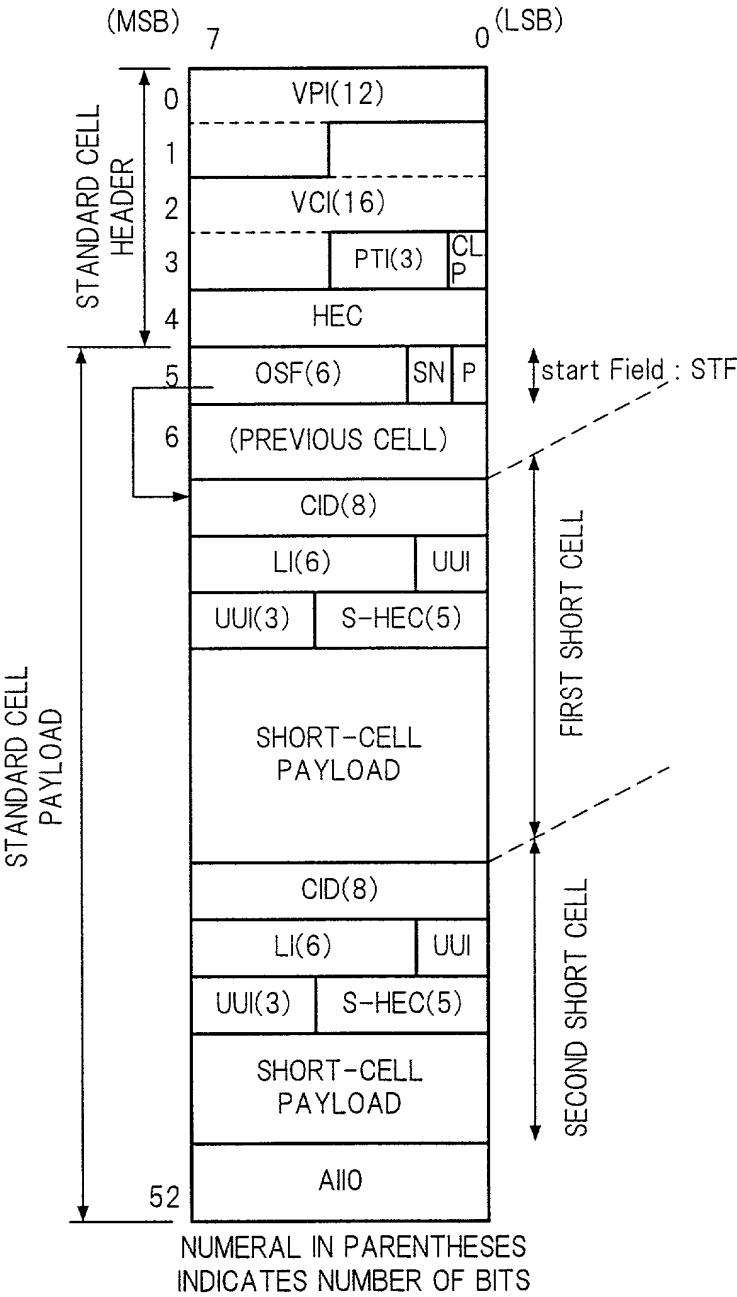 (MSB) 7 0 (LSB)
0 VPI(12)
1
2 VCI(16)
3 PTI(3) CL
P
4 HEC
STANDARD CELL
HEADER
5 OSF(6) SN P
start Field : STF
6 (PREVIOUS CELL)
CID(8)
LI(6) UUI
UUI(3) S-HEC(5)
SHORT-CELL
PAYLOAD
FIRST SHORT CELL
STANDARD CELL
PAYLOAD
CID(8)
LI(6) UUI
UUI(3) S-HEC(5)
SHORT-CELL
PAYLOAD
SECOND SHORT CELL
52 All0
NUMERAL IN PARENTHESES
INDICATES NUMBER OF BITS